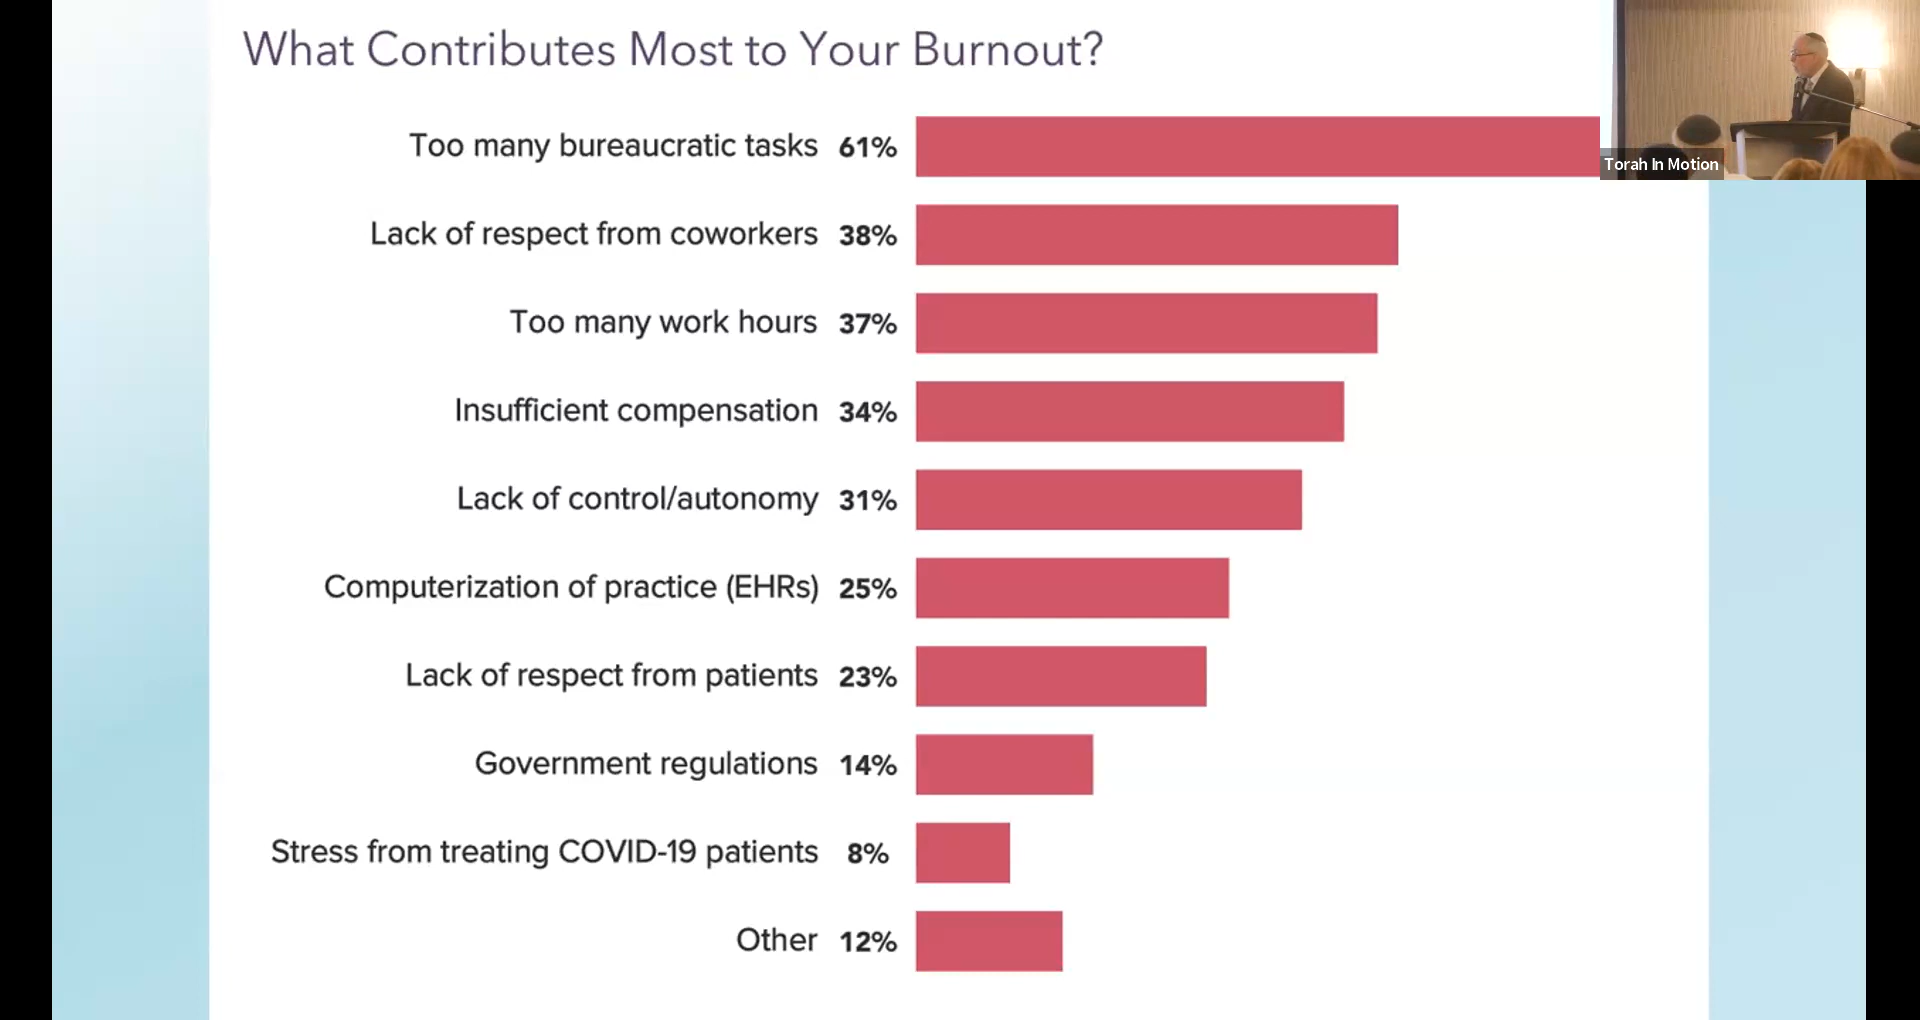 What Contributes Most to Your Burnout?
Too many bureaucratic tasks 61%
Torah In Motion
Lack of respect from coworkers 38%
Too many work hours 37%
Insufficient compensation 34%
Lack of control/autonomy 31%
Computerization of practice (EHRs) 25%
Lack of respect from patients 23%
Government regulations 14%
Stress from treating COVID-19 patients 8%
Other 12%